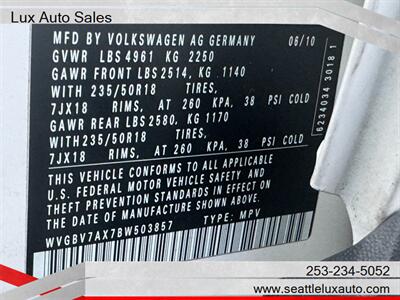 Lux Auto Sales
MFD BY VOLKSWAGEN AG GERMANY 06/10
GVWR LBS 4961 KG 2250
GAWR FRONT LBS 2514, KG 1140
WITH 235/50R18 TIRES,
7JX18 RIMS, AT 260 KPA, 38 PSI COLD
GAWR REAR LBS 2580, KG 1170
WITH 235/50R18 TIRES,
7JX18 RIMS, AT 260 KPA, 38 PSI COLD
THIS VEHICLE CONFORMS TO ALL APPLICABLE
U.S. FEDERAL MOTOR VEHICLE SAFETY AND
THEFT PREVENTION STANDARDS IN EFFECT
ON THE DATE OF MANUFACTURE SHOWN ABOVE
WVGBV7AX7BW503857 TYPE: MPV
6234034 30181
253-234-5052
www.seattleluxauto.com